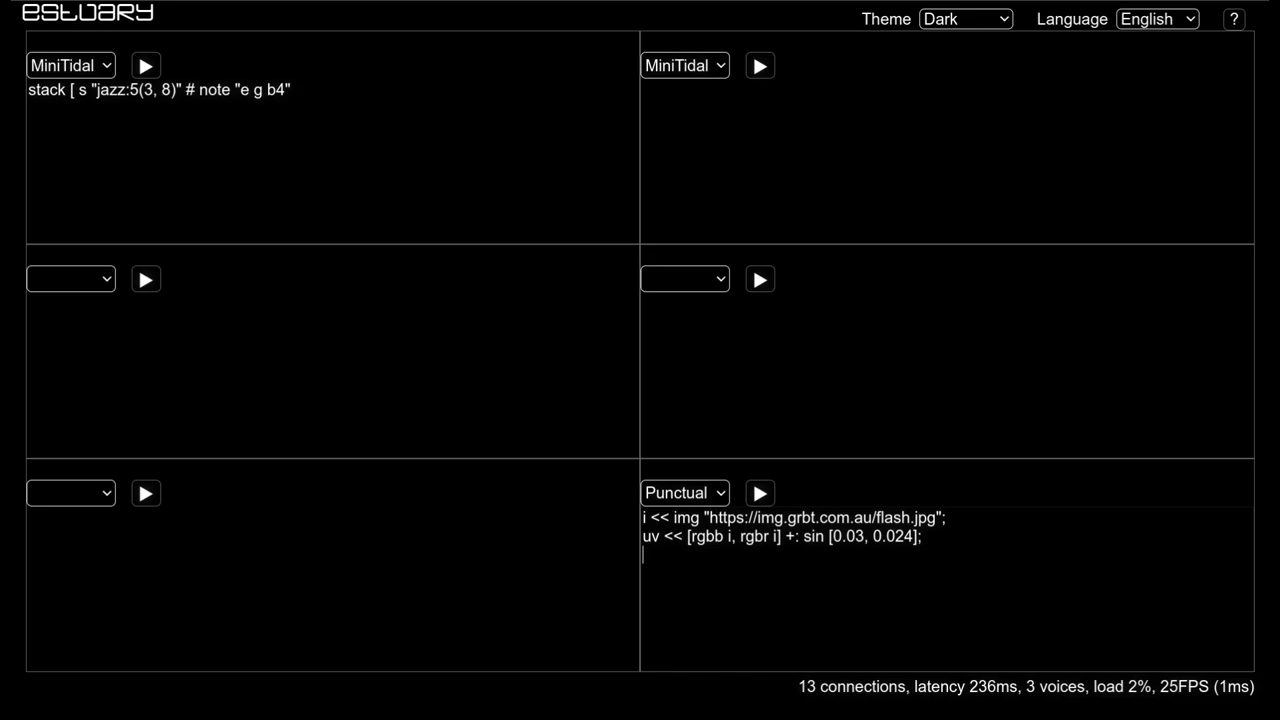 estuary
Theme Dark Language English ?
MiniTidal
stack [ s "jazz:5(3, 8)" # note "e g b4"
MiniTidal
Punctual
i << img "https://img.grbt.com.au/flash.jpg";
uv << [rgbb i, rgbr i] +: sin [0.03, 0.024];
13 connections, latency 236ms, 3 voices, load 2%, 25FPS (1ms)